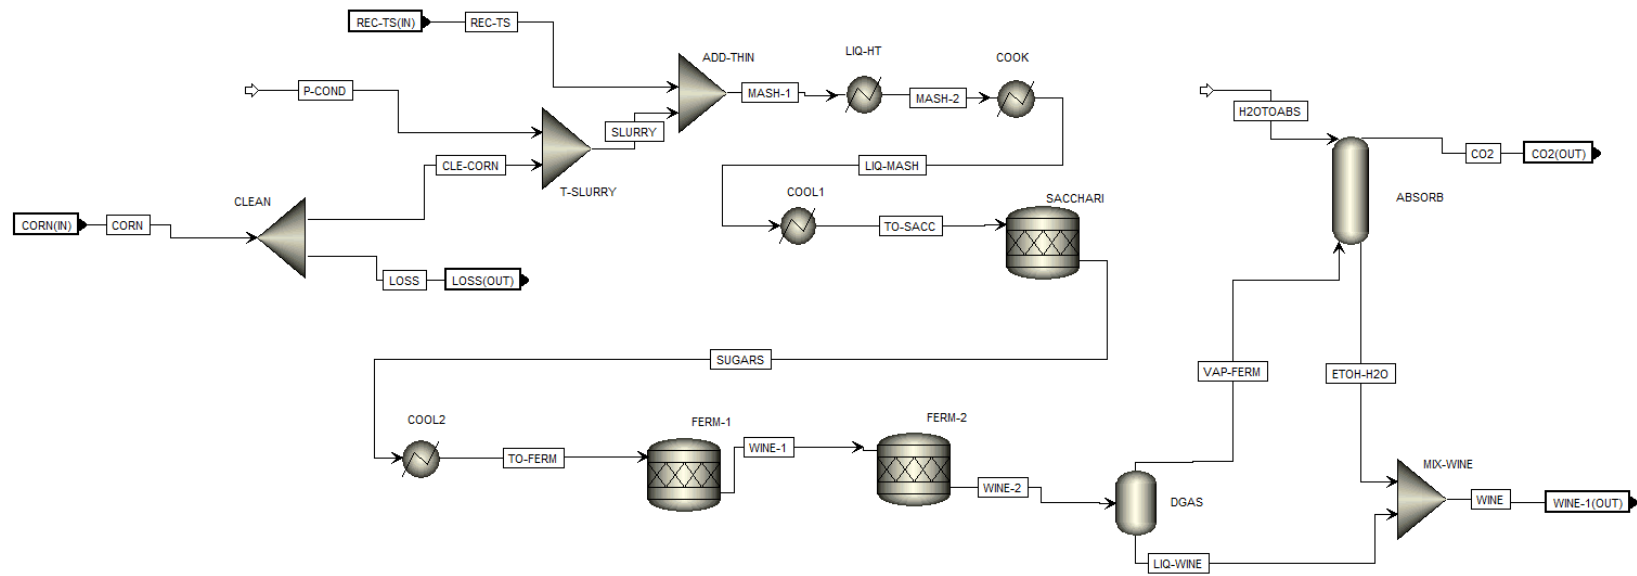 REC-TS(IN)
REC-TS
LIQ-HT
COOK
ADD-THIN
P-COND
MASH-1
MASH-2
H2OTOABS
SLURRY
CO2
CO2(OUT)
CLE-CORN
LIQ-MASH
T-SLURRY
COOL1
SACCHARI
ABSORB
CLEAN
CORN(IN)
CORN
TO-SACC
LOSS
LOSS(OUT)
SUGARS
VAP-FERM
ETOH-H2O
COOL2
FERM-1
FERM-2
WINE-1
TO-FERM
MIX-WINE
WINE-2
DGAS
WINE
WINE-1(OUT)
LIQ-WINE